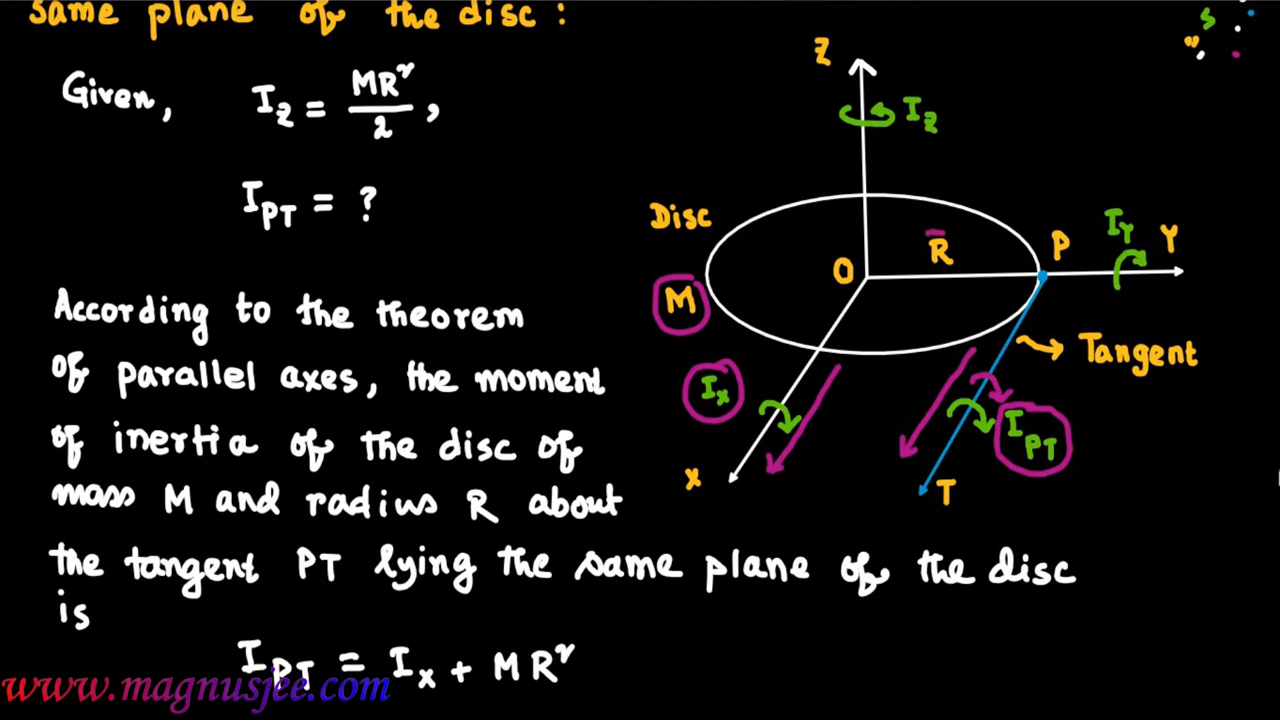 same plane of the disc :
Given, I_Z = MR²/2,
I_PT = ?
According to the theorem
of parallel axes, the moment
of inertia of the disc of
mass M and radius R about
the tangent PT lying the same plane of the disc
is
I_PT = I_x + MR²
www.magnusjee.com
Z
I_Z
Disc
M
O
R
P
I_Y
Y
Tangent
I_x
I_PT
X
T
S